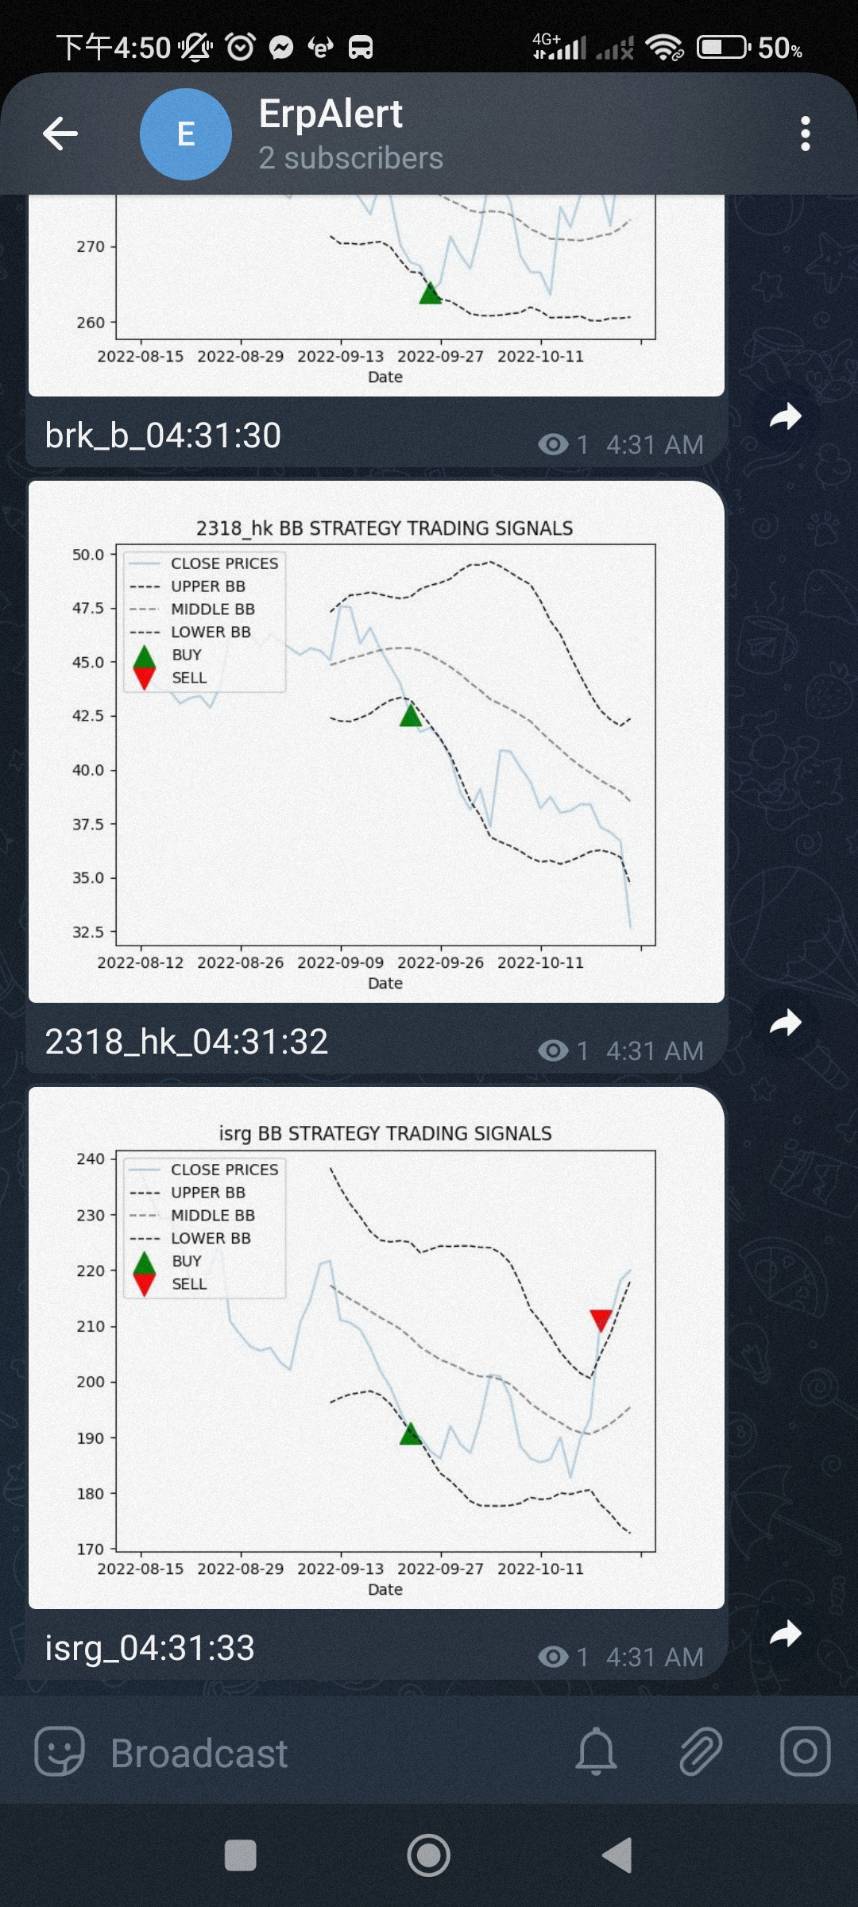 下午4:50 4G+ 50%
E
ErpAlert
2 subscribers
270
260
2022-08-15 2022-08-29 2022-09-13 2022-09-27 2022-10-11
Date
brk_b_04:31:30
1 4:31 AM
2318_hk BB STRATEGY TRADING SIGNALS
50.0
47.5
45.0
42.5
40.0
37.5
35.0
32.5
CLOSE PRICES
UPPER BB
MIDDLE BB
LOWER BB
BUY
SELL
2022-08-12 2022-08-26 2022-09-09 2022-09-26 2022-10-11
Date
2318_hk_04:31:32
1 4:31 AM
isrg BB STRATEGY TRADING SIGNALS
240
230
220
210
200
190
180
170
CLOSE PRICES
UPPER BB
MIDDLE BB
LOWER BB
BUY
SELL
2022-08-15 2022-08-29 2022-09-13 2022-09-27 2022-10-11
Date
isrg_04:31:33
1 4:31 AM
Broadcast